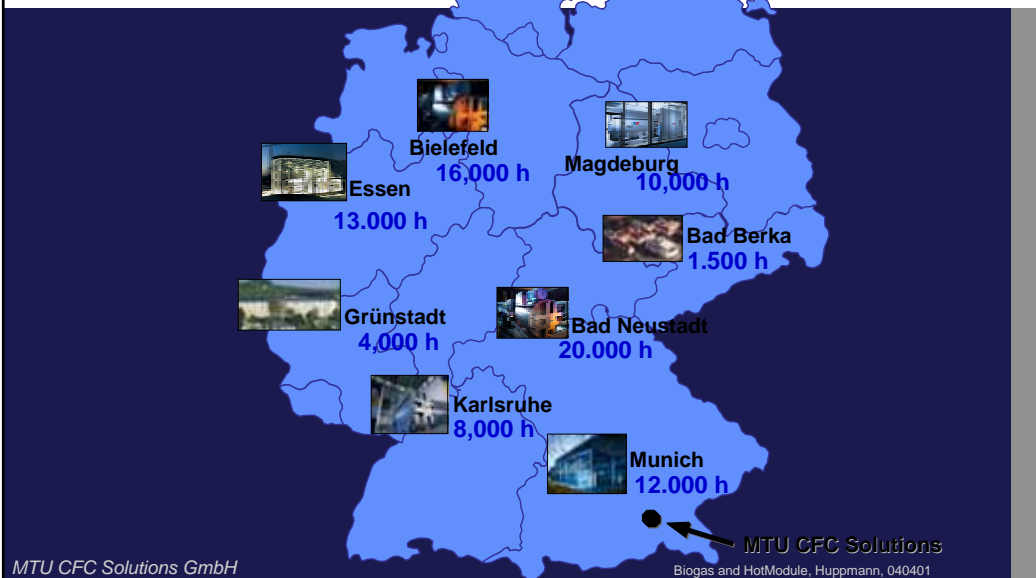 Bielefeld
16,000 h
Magdeburg
10,000 h
Essen
13.000 h
Bad Berka
1.500 h
Grünstadt
4,000 h
Bad Neustadt
20.000 h
Karlsruhe
8,000 h
Munich
12.000 h
MTU CFC Solutions
MTU CFC Solutions GmbH
Biogas and HotModule, Huppmann, 040401